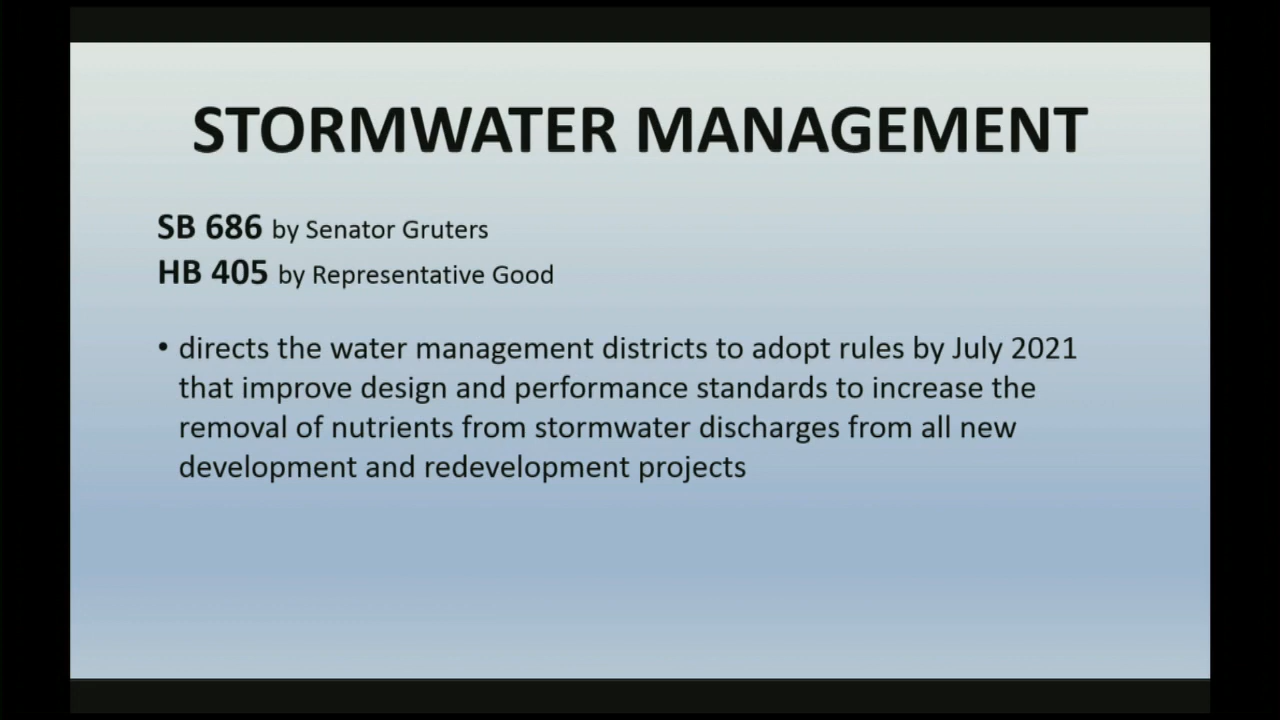 STORMWATER MANAGEMENT
SB 686 by Senator Gruters
HB 405 by Representative Good
• directs the water management districts to adopt rules by July 2021
that improve design and performance standards to increase the
removal of nutrients from stormwater discharges from all new
development and redevelopment projects